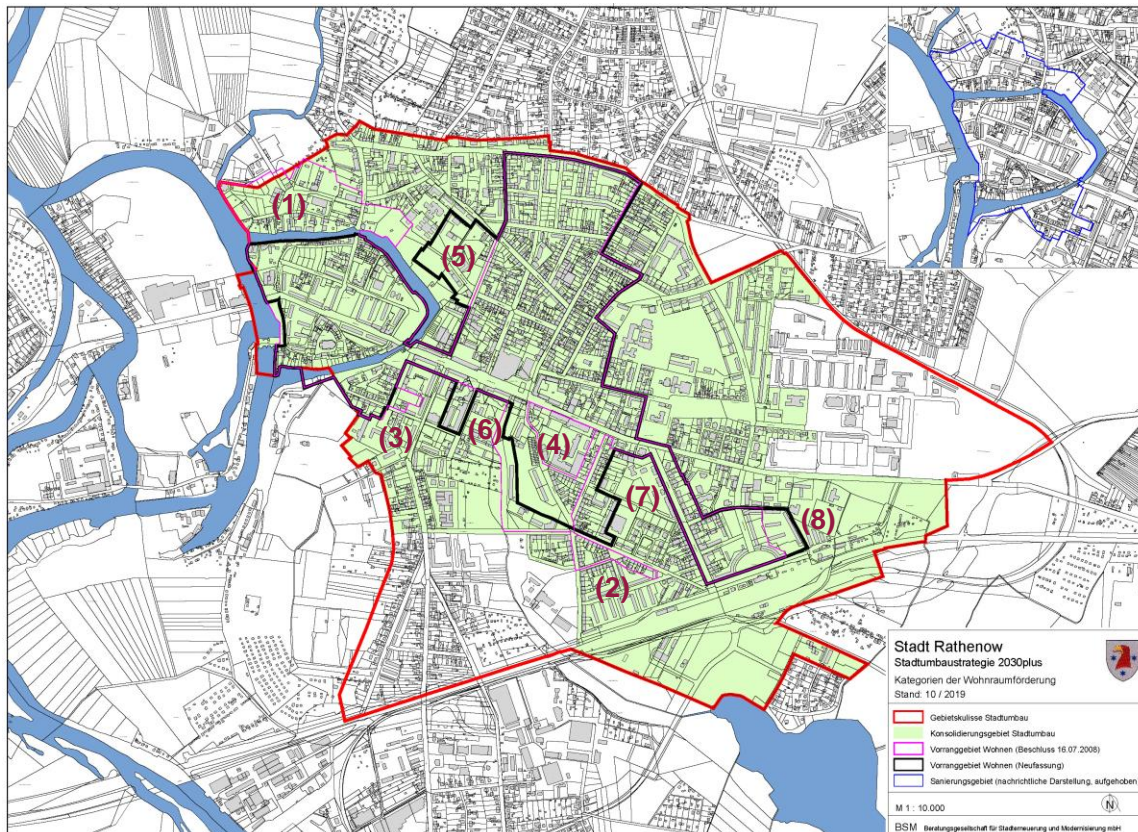 (1)
(5)
(3)
(6)
(4)
(7)
(8)
(2)
Stadt Rathenow
Stadtumbaustrategie 2030plus
Kategorien der Wohnraumförderung
Stand: 10 / 2019
Gebietskulisse Stadtumbau
Konsolidierungsgebiet Stadtumbau
Vorranggebiet Wohnen (Beschluss 16.07.2008)
Vorranggebiet Wohnen (Neufassung)
Sanierungsgebiet (nachrichtliche Darstellung, aufgehoben
M 1 : 10.000
N
BSM Beratungsgesellschaft für Stadterneuerung und Modernisierung mbH